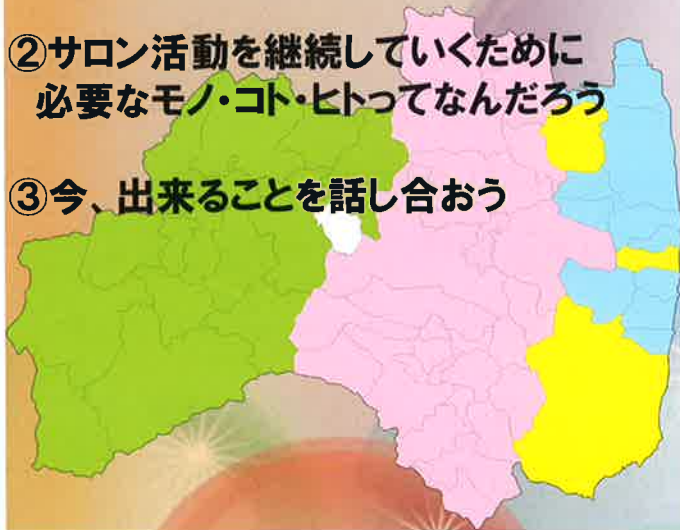 ②サロン活動を継続していくために
必要なモノ・コト・ヒトってなんだろう
③今、出来ることを話し合おう